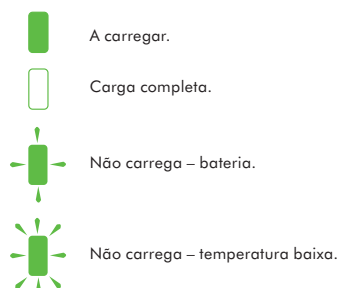 A carregar.
Carga completa.
Não carrega – bateria.
Não carrega – temperatura baixa.